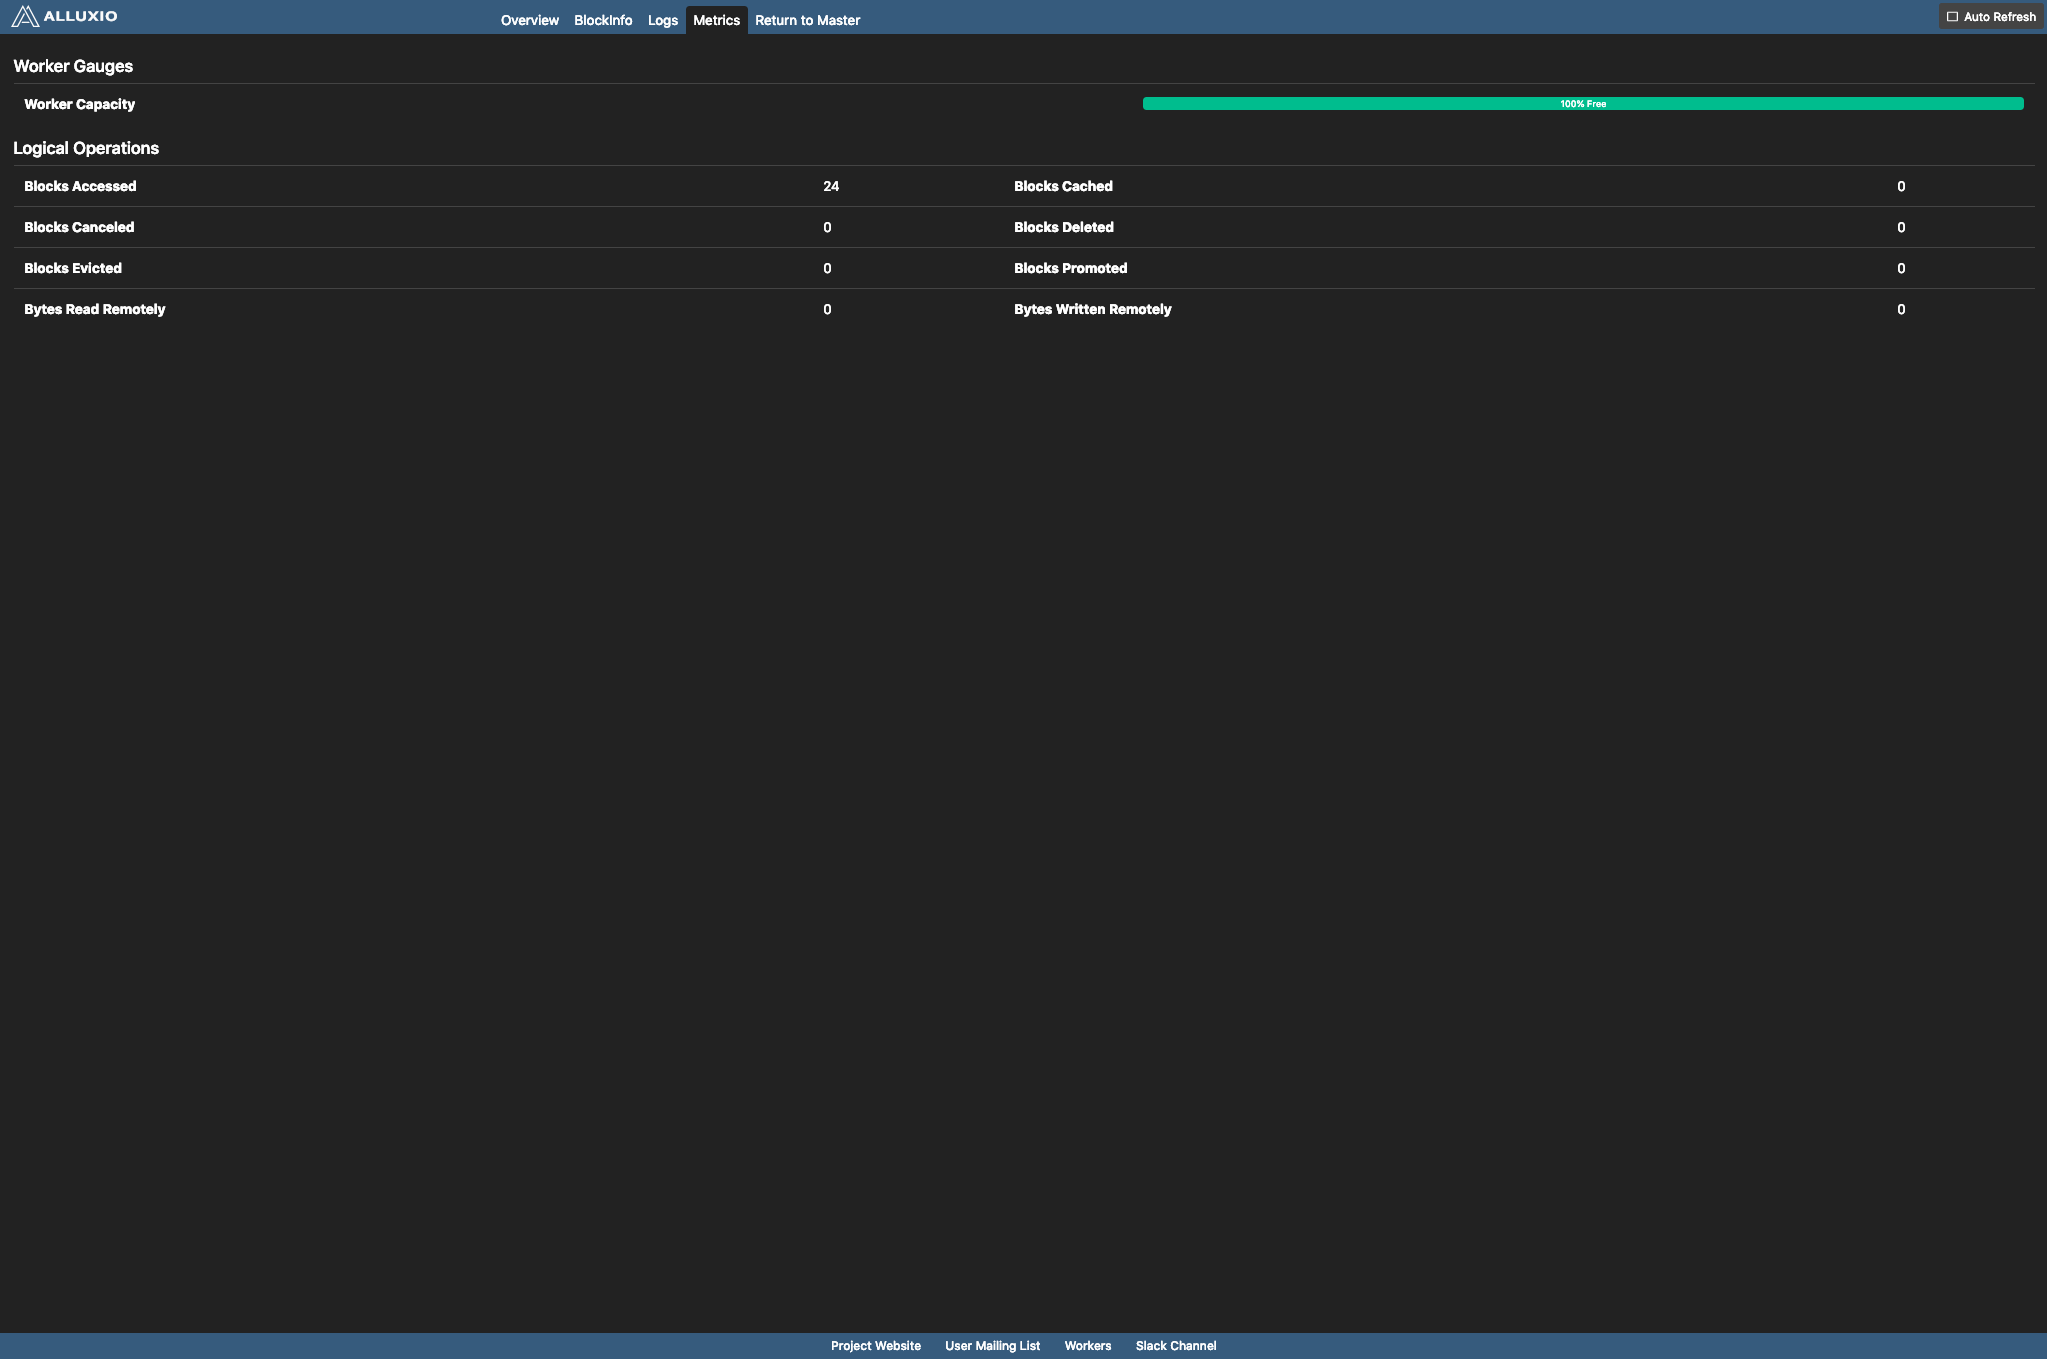 ALLUXIO Overview BlockInfo Logs Metrics Return to Master Auto Refresh
Worker Gauges
Worker Capacity 100% Free
Logical Operations
Blocks Accessed 24 Blocks Cached 0
Blocks Canceled 0 Blocks Deleted 0
Blocks Evicted 0 Blocks Promoted 0
Bytes Read Remotely 0 Bytes Written Remotely 0
Project Website User Mailing List Workers Slack Channel